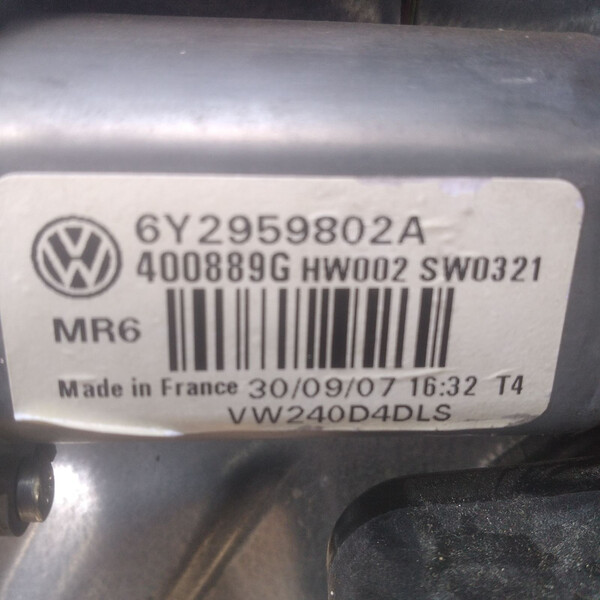 6Y2959802A
400889G HW002 SW0321
MR6
Made in France 30/09/07 16:32 T4
VW240D4DLS